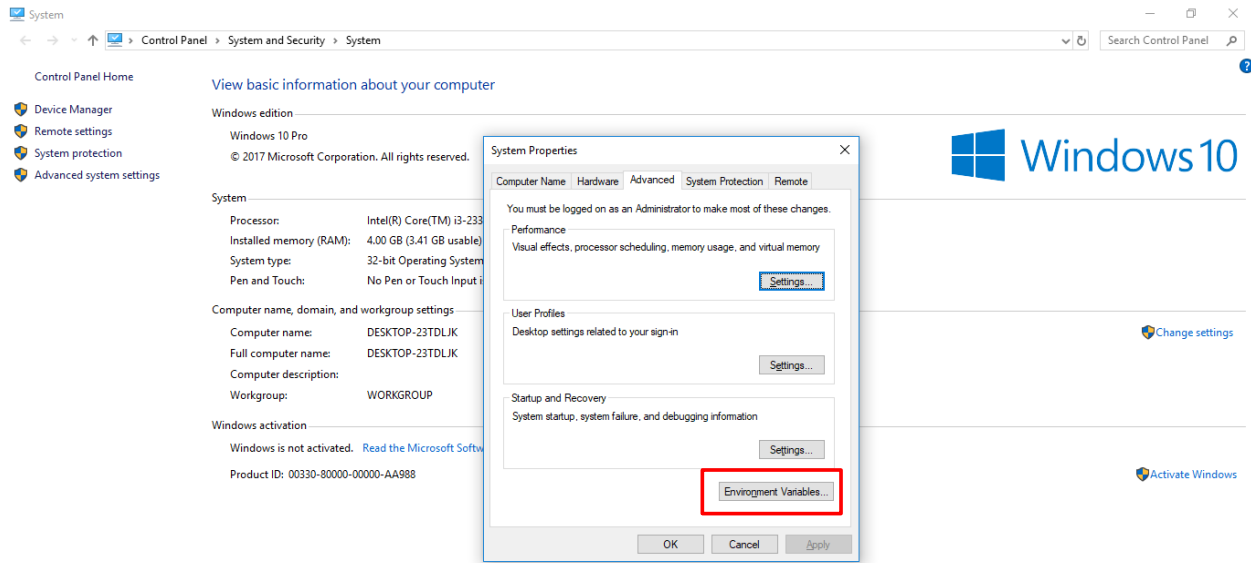 System
Control Panel > System and Security > System
Search Control Panel
?
Control Panel Home
Device Manager
Remote settings
System protection
Advanced system settings
View basic information about your computer
Windows edition
Windows 10 Pro
© 2017 Microsoft Corporation. All rights reserved.
Windows 10
System
Processor: Intel(R) Core(TM) i3-233
Installed memory (RAM): 4.00 GB (3.41 GB usable)
System type: 32-bit Operating System
Pen and Touch: No Pen or Touch Input i
Computer name, domain, and workgroup settings
Computer name: DESKTOP-23TDLJK
Change settings
Full computer name: DESKTOP-23TDLJK
Computer description:
Workgroup: WORKGROUP
Windows activation
Windows is not activated. Read the Microsoft Softw
Product ID: 00330-80000-00000-AA988
Activate Windows
System Properties
Computer Name Hardware Advanced System Protection Remote
You must be logged on as an Administrator to make most of these changes.
Performance
Visual effects, processor scheduling, memory usage, and virtual memory
Settings...
User Profiles
Desktop settings related to your sign-in
Settings...
Startup and Recovery
System startup, system failure, and debugging information
Settings...
Environment Variables...
OK Cancel Apply